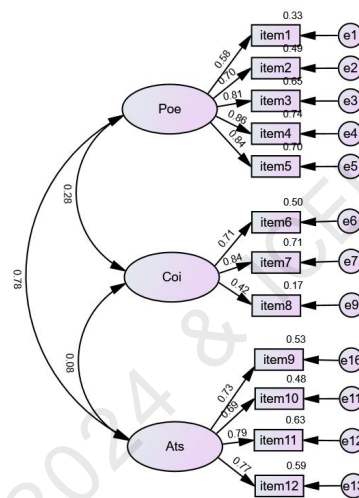 0.33
item1
e1
0.58
0.49
item2
e2
0.70
0.65
item3
e3
0.81
0.74
item4
e4
0.86
0.70
item5
e5
0.84
Poe
0.28
0.78
0.50
item6
e6
0.71
0.71
item7
e7
0.84
0.17
item8
e9
0.42
Coi
0.08
0.53
item9
e16
0.73
0.48
item10
e11
0.69
0.63
item11
e12
0.79
0.59
item12
e13
0.77
Ats
2024 & ICE